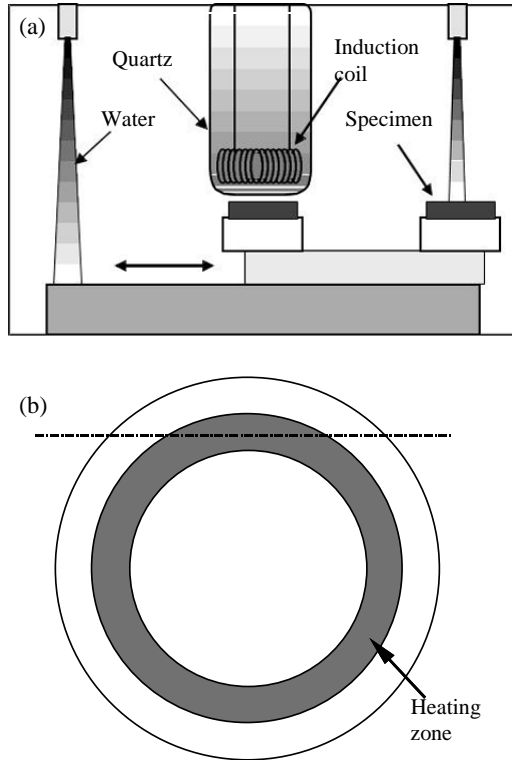 (a)
Induction
coil
Quartz
Water
Specimen
(b)
Heating
zone